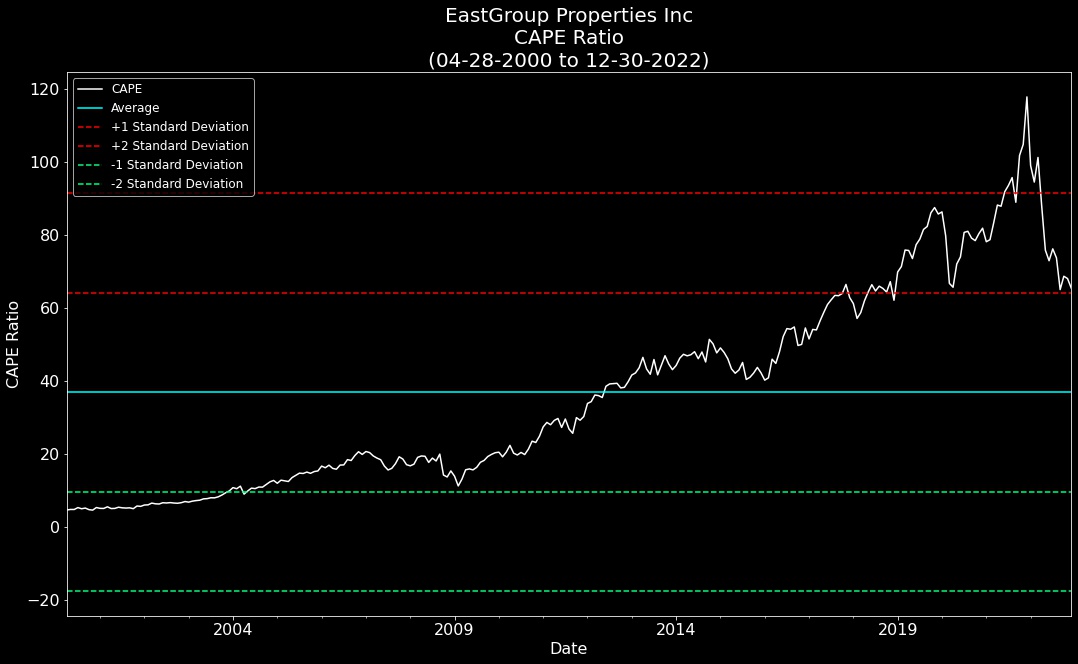 EastGroup Properties Inc
CAPE Ratio
(04-28-2000 to 12-30-2022)
CAPE
Average
+1 Standard Deviation
+2 Standard Deviation
-1 Standard Deviation
-2 Standard Deviation
CAPE Ratio
120
100
80
60
40
20
0
−20
2004 2009 2014 2019
Date